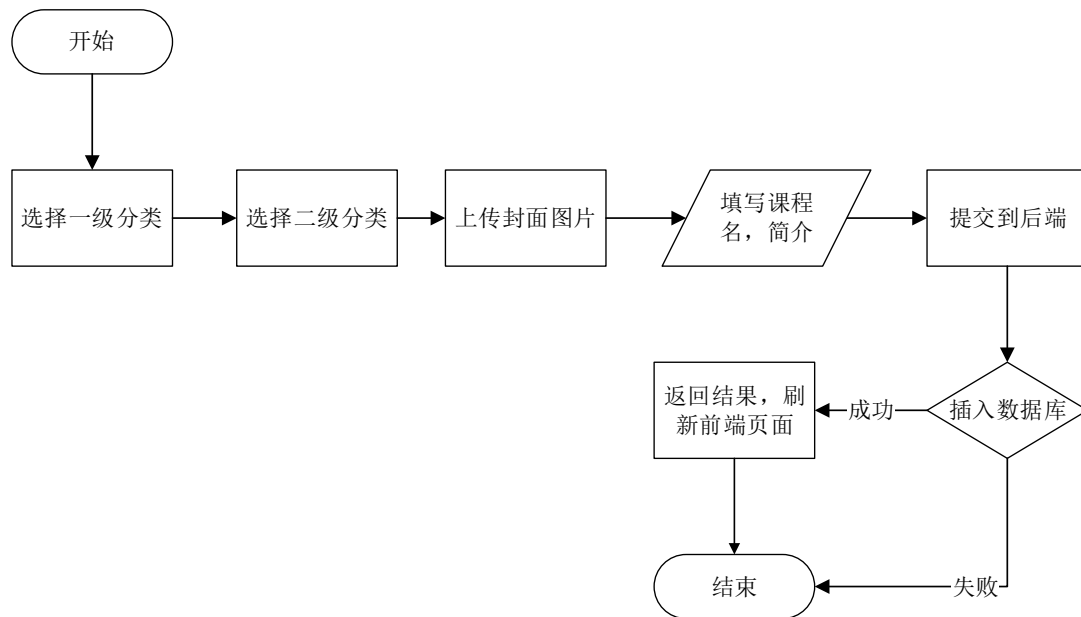 开始
选择一级分类
选择二级分类
上传封面图片
填写课程
名，简介
提交到后端
返回结果，刷
新前端页面
成功
插入数据库
结束
失败